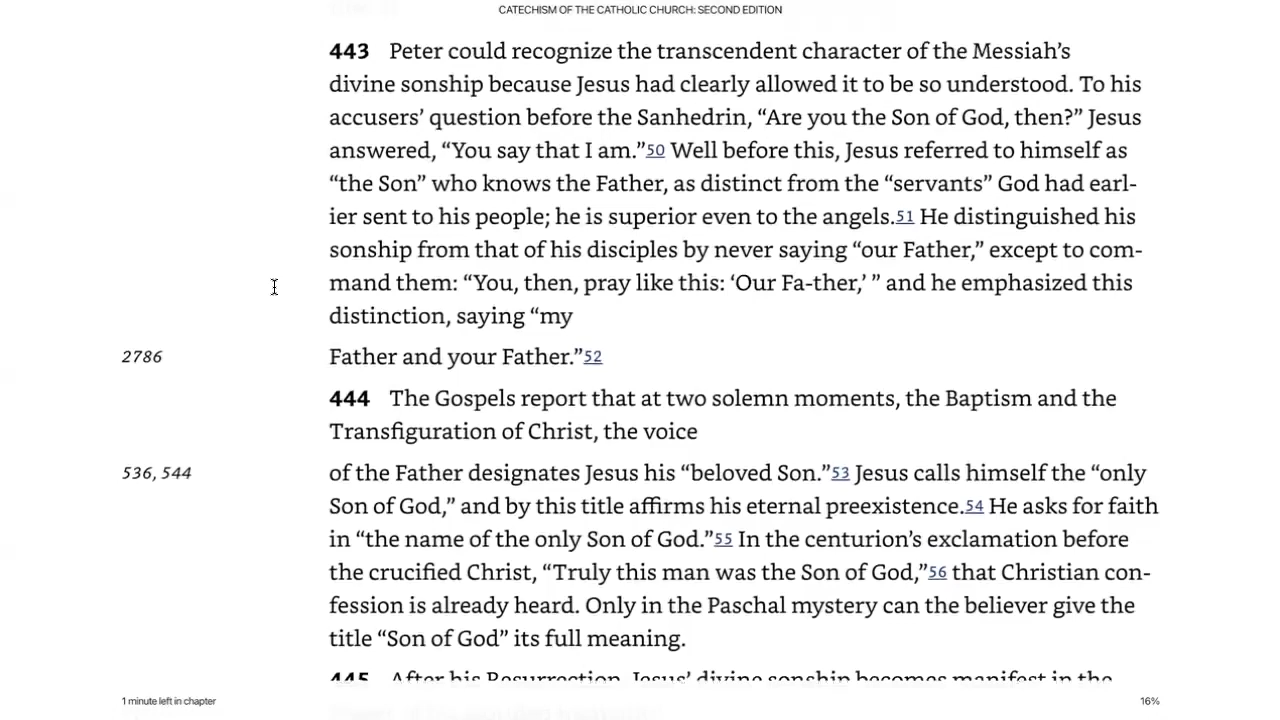 CATECHISM OF THE CATHOLIC CHURCH: SECOND EDITION
443 Peter could recognize the transcendent character of the Messiah’s
divine sonship because Jesus had clearly allowed it to be so understood. To his
accusers’ question before the Sanhedrin, “Are you the Son of God, then?” Jesus
answered, “You say that I am.”50 Well before this, Jesus referred to himself as
“the Son” who knows the Father, as distinct from the “servants” God had earl-
ier sent to his people; he is superior even to the angels.51 He distinguished his
sonship from that of his disciples by never saying “our Father,” except to com-
mand them: “You, then, pray like this: ‘Our Fa-ther,’ ” and he emphasized this
distinction, saying “my
2786 Father and your Father.”52
444 The Gospels report that at two solemn moments, the Baptism and the
Transfiguration of Christ, the voice
536, 544 of the Father designates Jesus his “beloved Son.”53 Jesus calls himself the “only
Son of God,” and by this title affirms his eternal preexistence.54 He asks for faith
in “the name of the only Son of God.”55 In the centurion’s exclamation before
the crucified Christ, “Truly this man was the Son of God,”56 that Christian con-
fession is already heard. Only in the Paschal mystery can the believer give the
title “Son of God” its full meaning.
445 After his Resurrection, Jesus’ divine sonship becomes manifest in the
1 minute left in chapter 16%